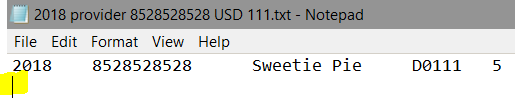 2018 provider 8528528528 USD 111.txt - Notepad
File Edit Format View Help
2018 8528528528 Sweetie Pie D0111 5